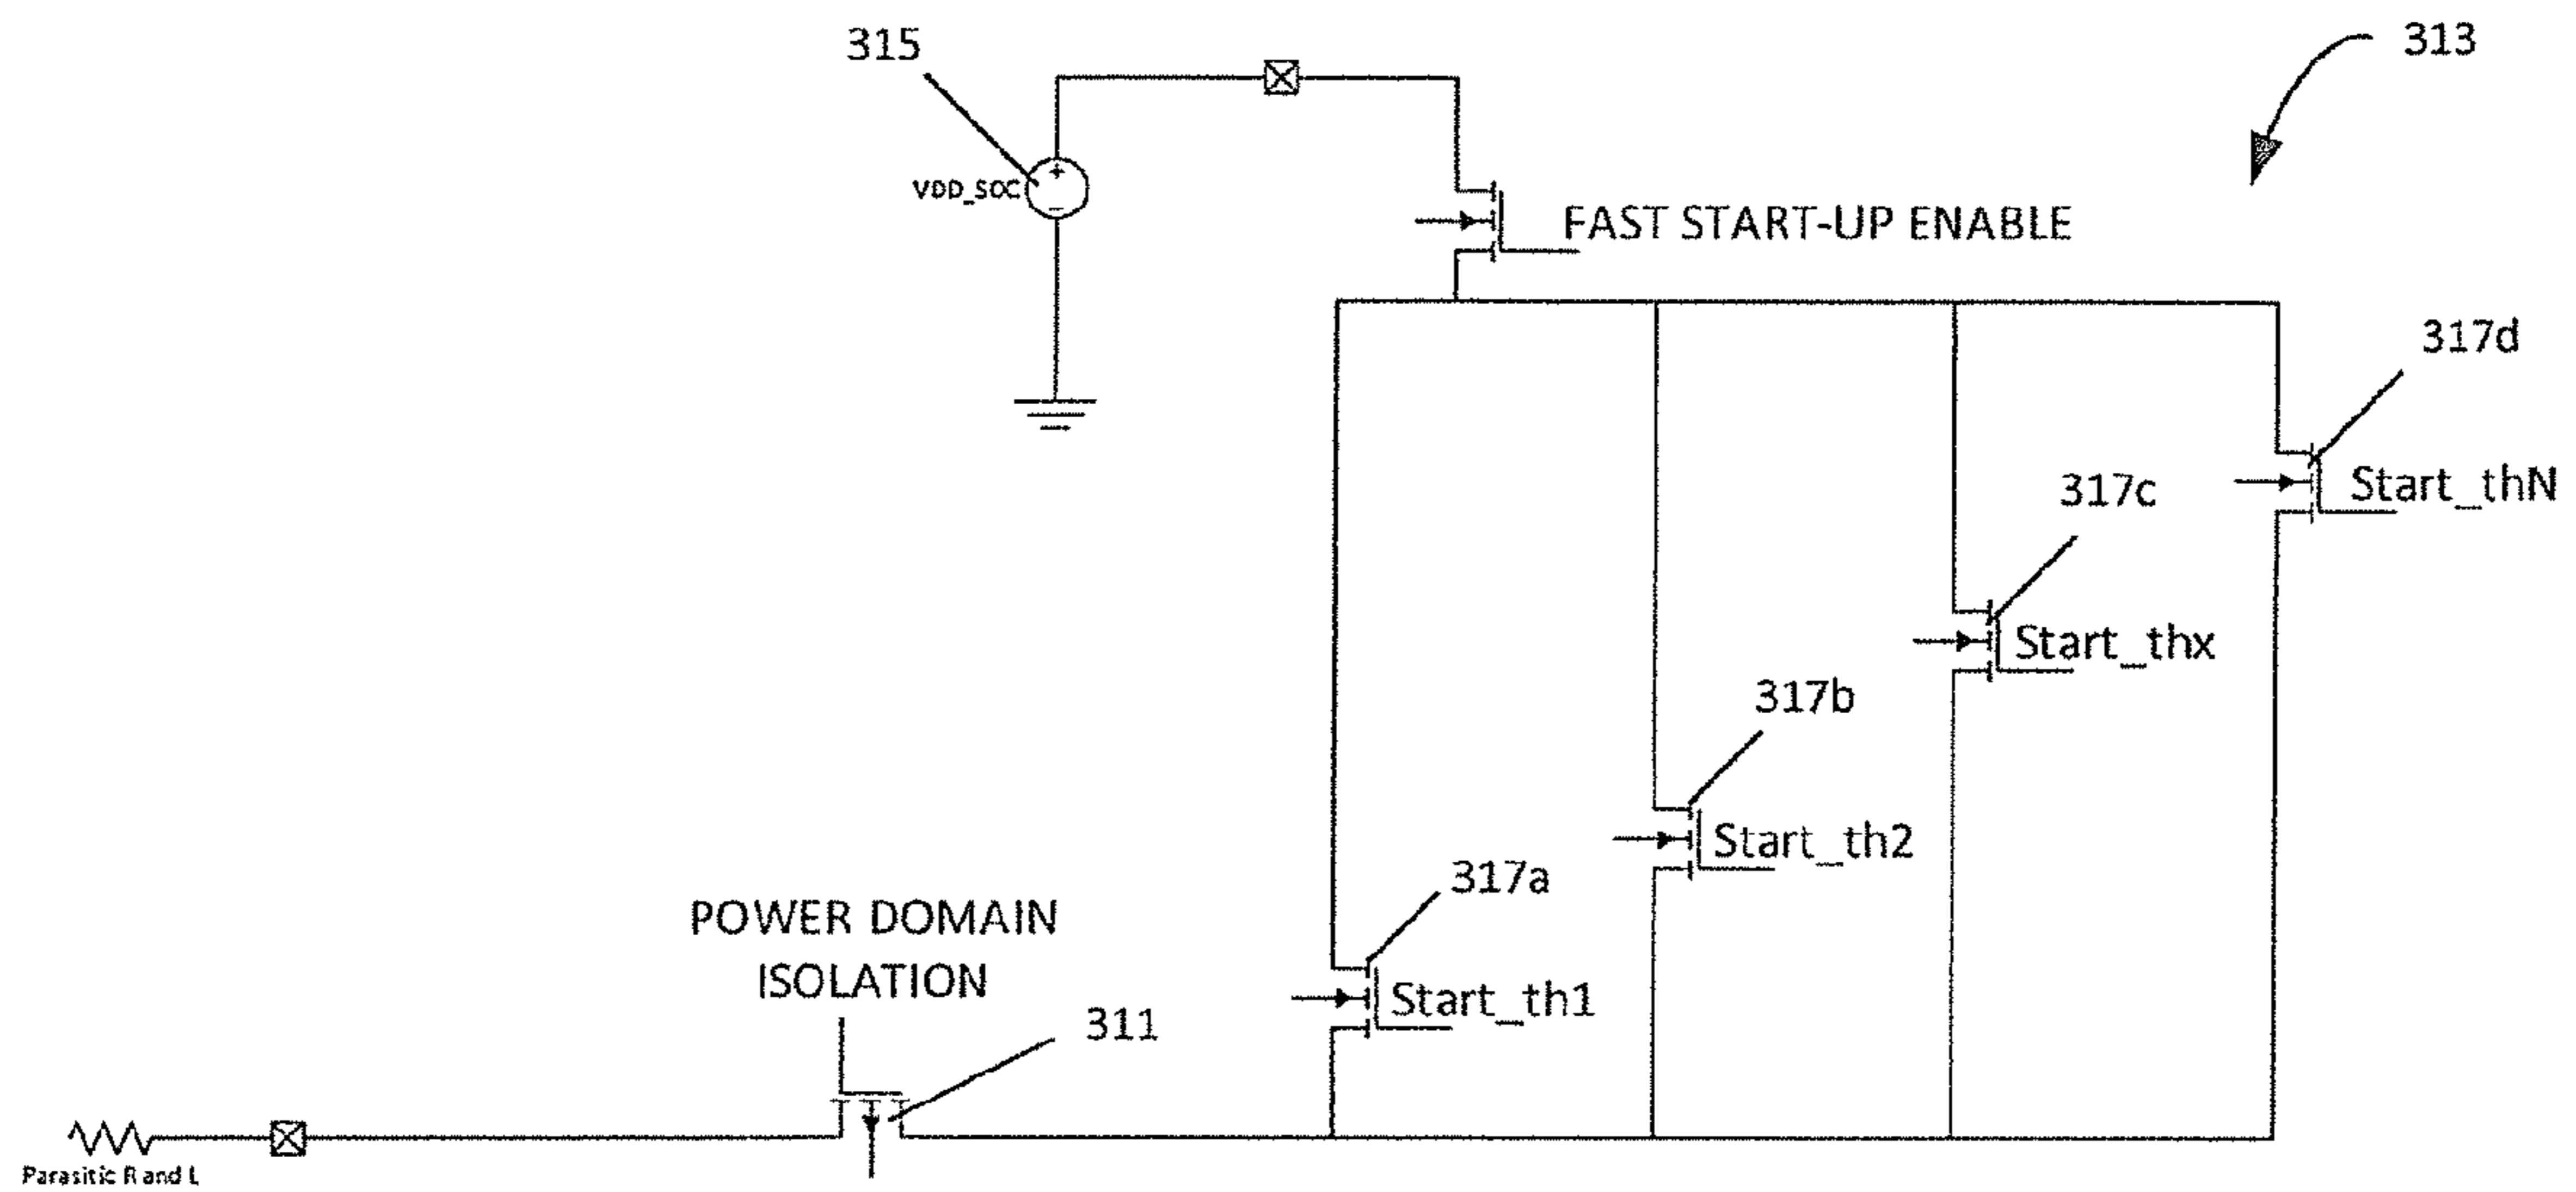 315
313
VDD_SOC
+
-
FAST START-UP ENABLE
317d
Start_thN
317c
Start_thx
317b
Start_th2
317a
Start_th1
POWER DOMAIN
ISOLATION
311
Parasitic R and L